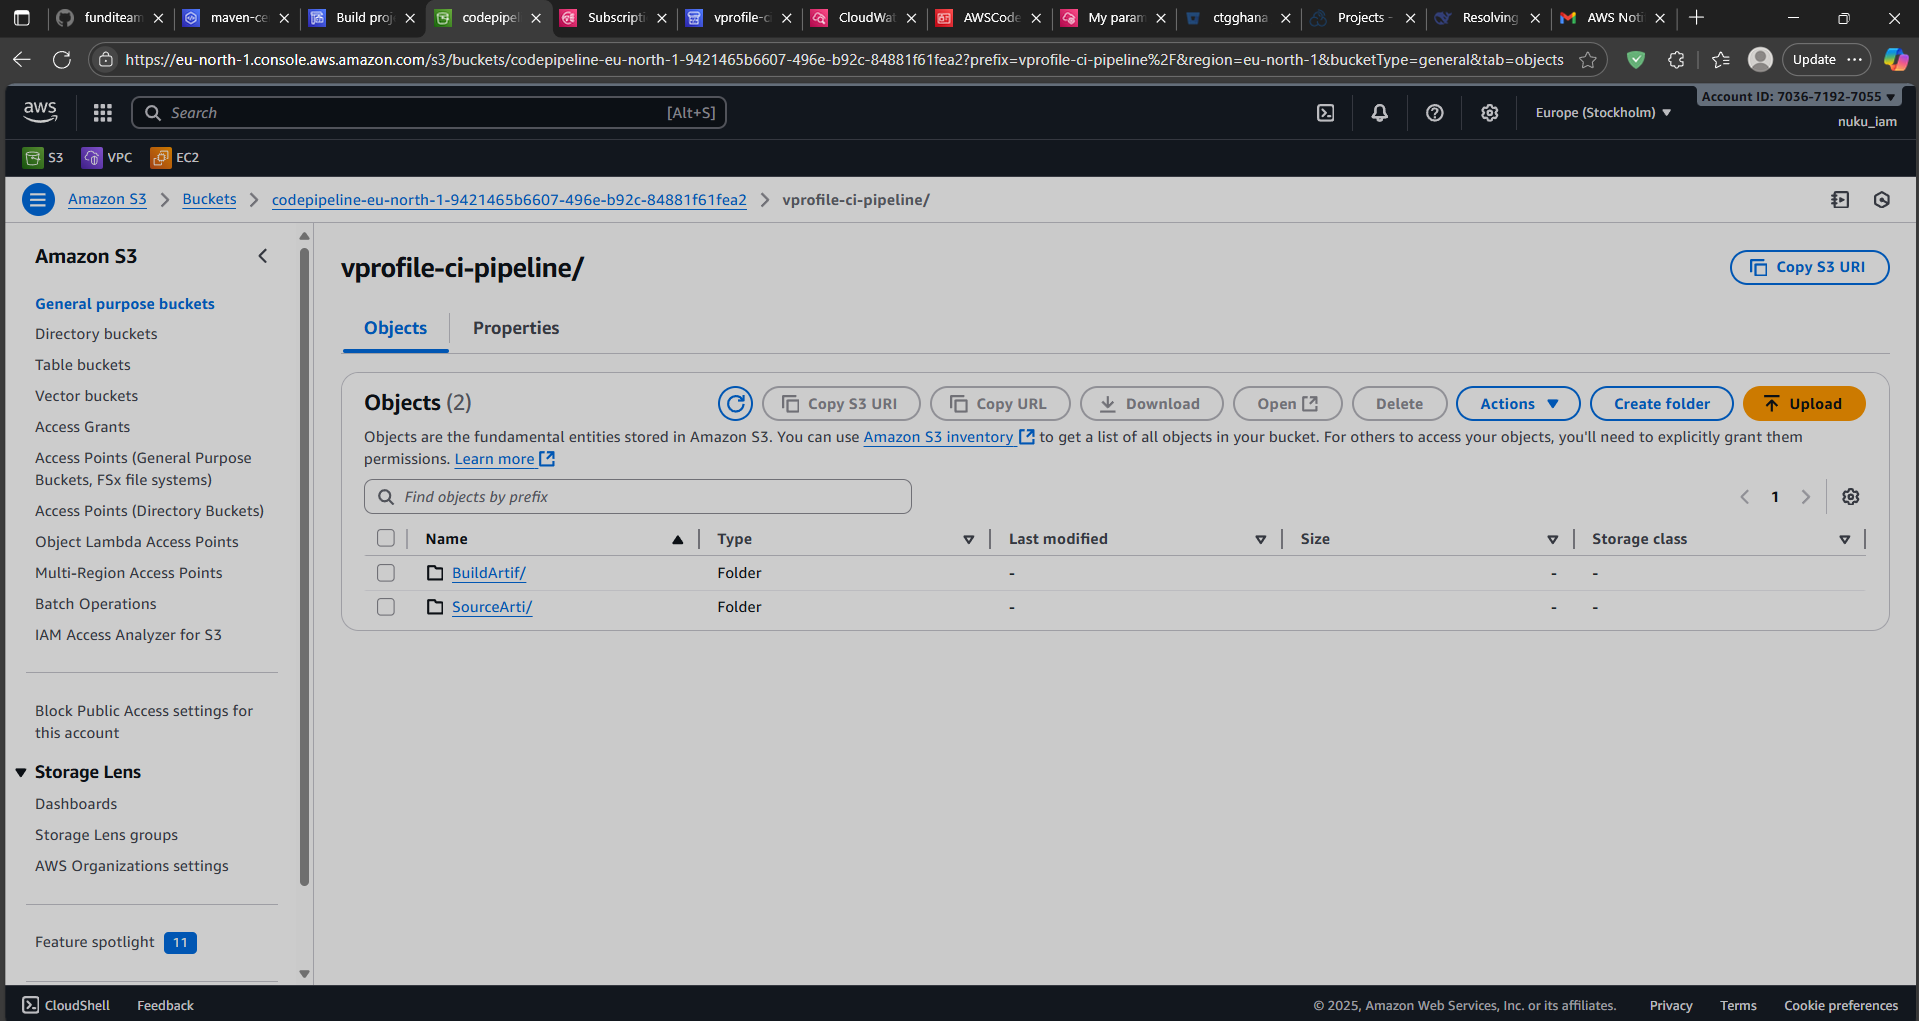 funditeam
maven-ce
Build proj
codepipel
Subscripti
vprofile-ci
CloudWat
AWSCode
My param
ctgghana
Projects -
Resolving
AWS Noti
https://eu-north-1.console.aws.amazon.com/s3/buckets/codepipeline-eu-north-1-9421465b6607-496e-b92c-84881f61fea2?prefix=vprofile-ci-pipeline%2F&region=eu-north-1&bucketType=general&tab=objects
Update
aws
Search
[Alt+S]
Europe (Stockholm)
Account ID: 7036-7192-7055
nuku_iam
S3
VPC
EC2
Amazon S3
Buckets
codepipeline-eu-north-1-9421465b6607-496e-b92c-84881f61fea2
vprofile-ci-pipeline/
Amazon S3
General purpose buckets
Directory buckets
Table buckets
Vector buckets
Access Grants
Access Points (General Purpose
Buckets, FSx file systems)
Access Points (Directory Buckets)
Object Lambda Access Points
Multi-Region Access Points
Batch Operations
IAM Access Analyzer for S3
Block Public Access settings for
this account
Storage Lens
Dashboards
Storage Lens groups
AWS Organizations settings
Feature spotlight 11
vprofile-ci-pipeline/
Copy S3 URI
Objects
Properties
Objects (2)
Copy S3 URI
Copy URL
Download
Open
Delete
Actions
Create folder
Upload
Objects are the fundamental entities stored in Amazon S3. You can use Amazon S3 inventory to get a list of all objects in your bucket. For others to access your objects, you'll need to explicitly grant them
permissions. Learn more
Find objects by prefix
1
Name
Type
Last modified
Size
Storage class
BuildArtif/
Folder
-
-
-
SourceArti/
Folder
-
-
-
CloudShell
Feedback
© 2025, Amazon Web Services, Inc. or its affiliates.
Privacy
Terms
Cookie preferences